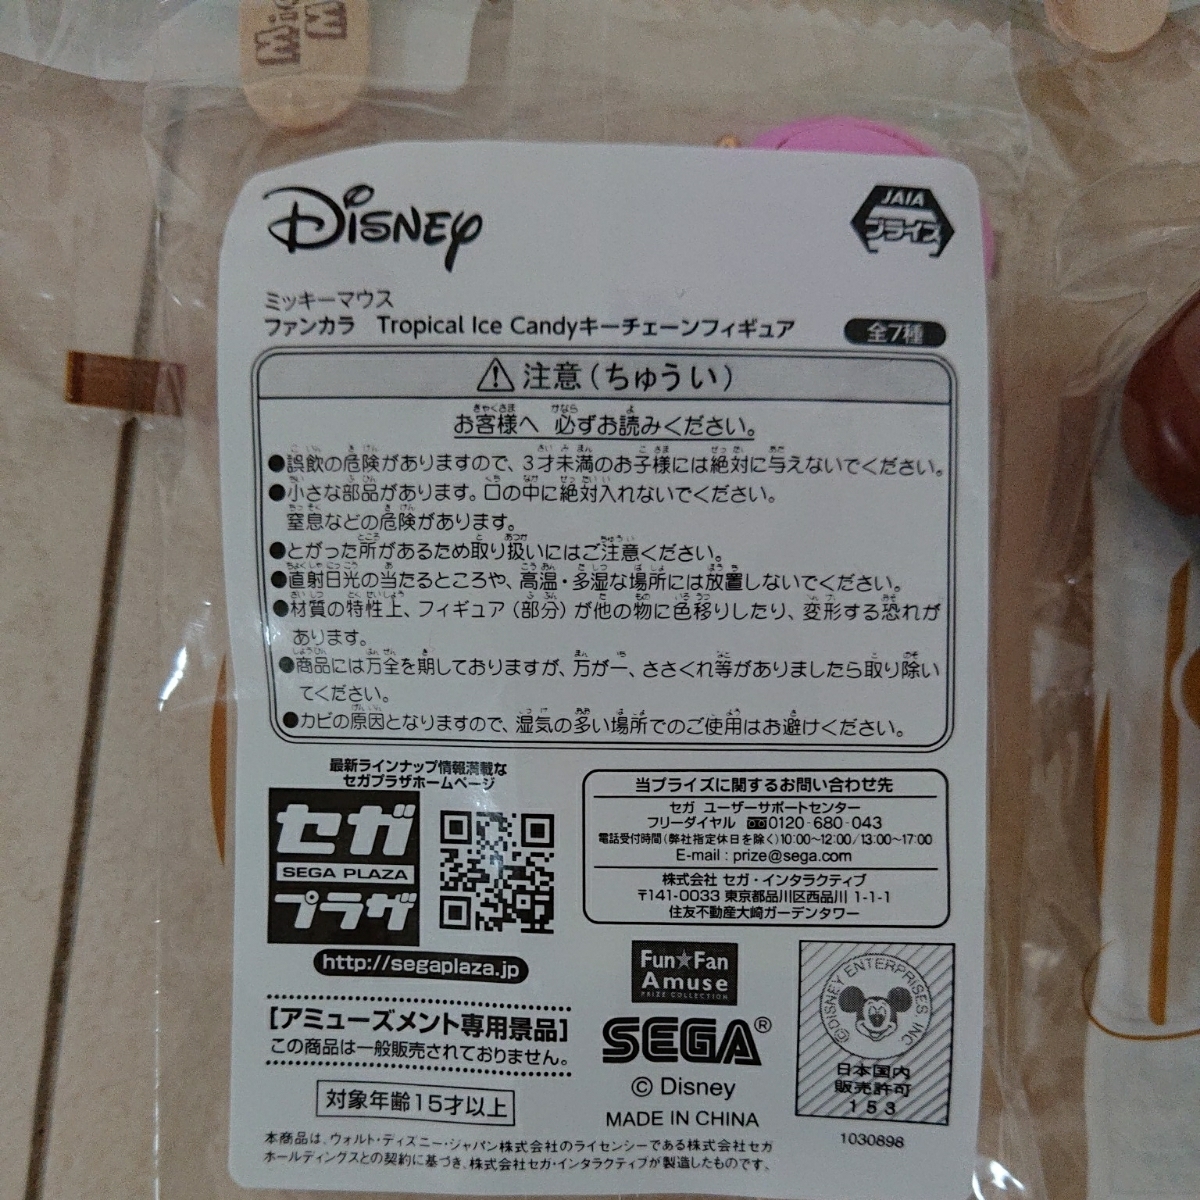 Disney
JAIA
プライズ
ミッキーマウス
ファンカラ Tropical Ice Candyキーチェーンフィギュア
全7種
⚠注意(ちゅうい)
お客様へ 必ずお読みください。
●誤飲の危険がありますので、3才未満のお子様には絶対に与えないでください。
●小さな部品があります。口の中に絶対入れないでください。
窒息などの危険があります。
●とがった所があるため取り扱いにはご注意ください。
●直射日光の当たるところや、高温・多湿な場所には放置しないでください。
●材質の特性上、フィギュア(部分)が他の物に色移りしたり、変形する恐れが
あります。
●商品には万全を期しておりますが、万が一、ささくれ等がありましたら取り除い
てください。
●カビの原因となりますので、湿気の多い場所でのご使用はお避けください。
最新ラインナップ情報満載な
セガプラザホームページ
セガ
SEGA PLAZA
プラザ
http://segaplaza.jp
当プライズに関するお問い合わせ先
セガ ユーザーサポートセンター
フリーダイヤル 0120-680-043
電話受付時間(弊社指定休日を除く)10:00~12:00/13:00~17:00
E-mail : prize@sega.com
株式会社 セガ・インタラクティブ
〒141-0033 東京都品川区西品川 1-1-1
住友不動産大崎ガーデンタワー
[アミューズメント専用景品]
この商品は一般販売されておりません。
対象年齢15才以上
Fun★Fan
Amuse
PRIZE COLLECTION
SEGA®
© Disney
MADE IN CHINA
©DISNEY ENTERPRISES, INC.
日本国内
販売許可
153
1030898
本商品は、ウォルト・ディズニー・ジャパン株式会社のライセンシーである株式会社セガ
ホールディングスとの契約に基づき、株式会社セガ・インタラクティブが製造したものです。